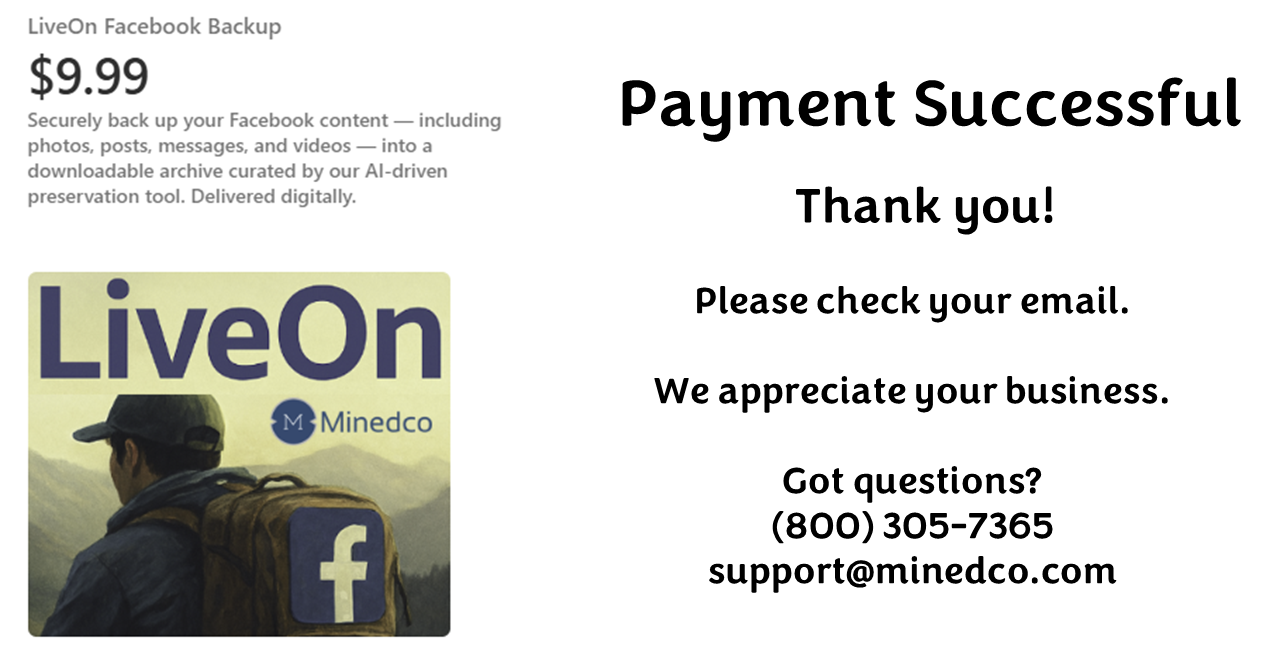 LiveOn Facebook Backup
$9.99
Securely back up your Facebook content — including
photos, posts, messages, and videos — into a
downloadable archive curated by our AI-driven
preservation tool. Delivered digitally.
LiveOn
M Minedco
f
Payment Successful
Thank you!
Please check your email.
We appreciate your business.
Got questions?
(800) 305-7365
support@minedco.com